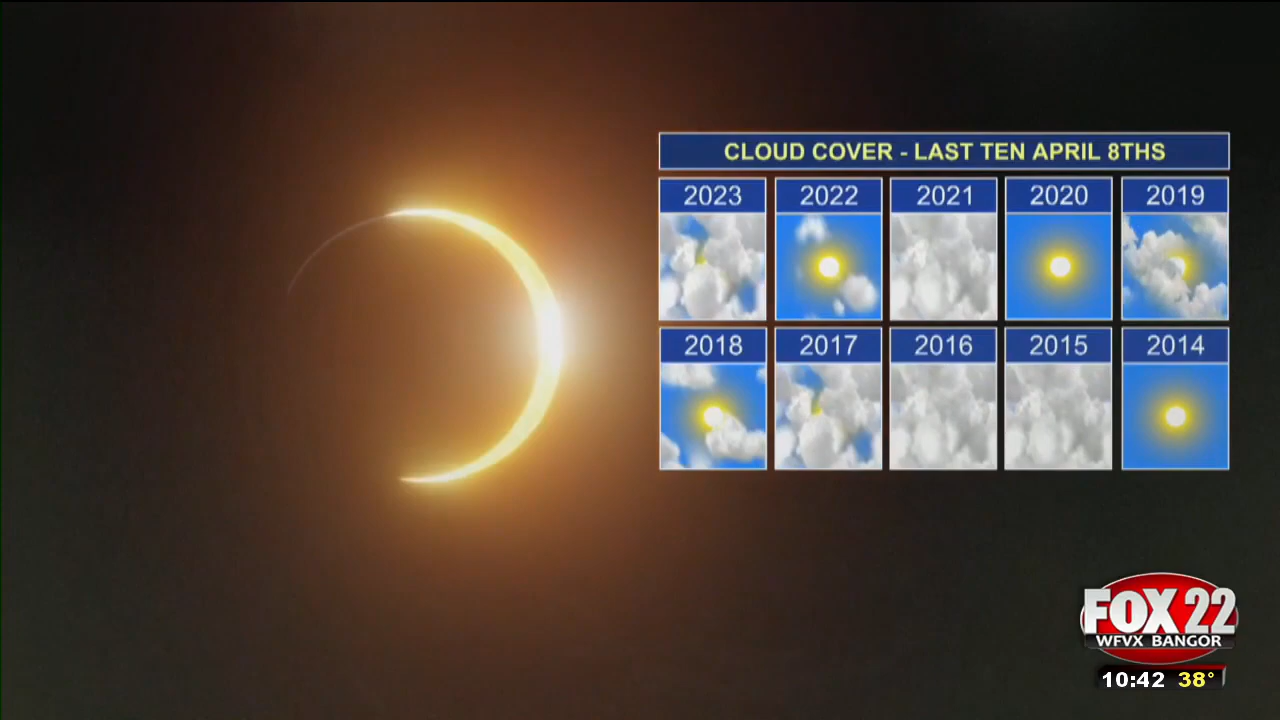 CLOUD COVER - LAST TEN APRIL 8THS
2023 2022 2021 2020 2019
2018 2017 2016 2015 2014
FOX 22
WFVX BANGOR
10:42 38°